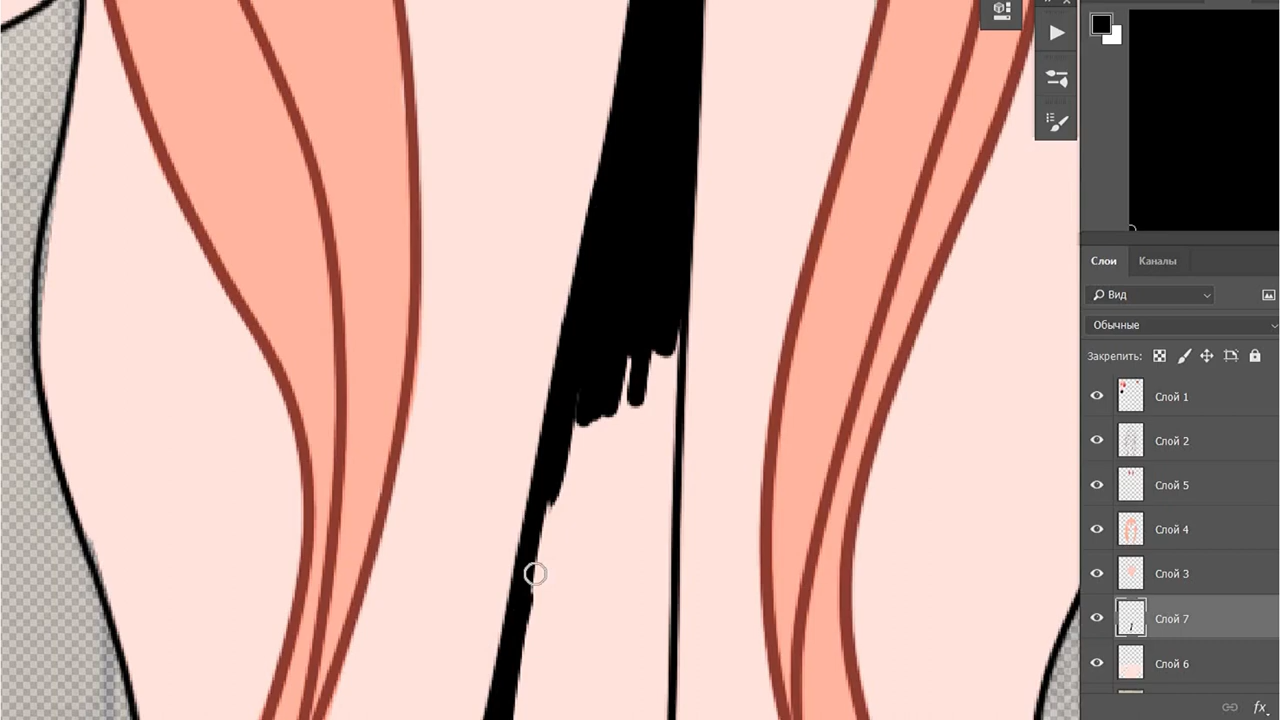 Слои Каналы
Вид
Обычные
Закрепить:
Слой 1
Слой 2
Слой 5
Слой 4
Слой 3
Слой 7
Слой 6
fx